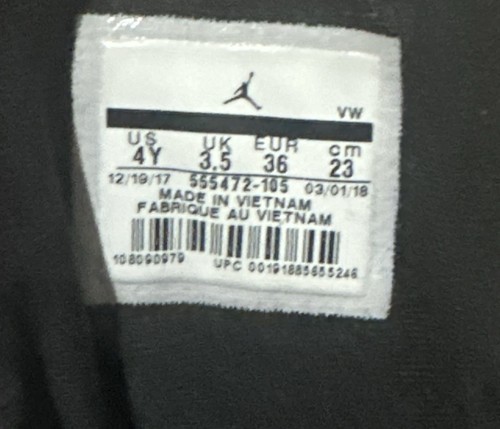 VW
US UK EUR cm
4Y 3.5 36 23
12/19/17 555472-105 03/01/18
MADE IN VIETNAM
FABRIQUE AU VIETNAM
108090979 UPC 00191885655246